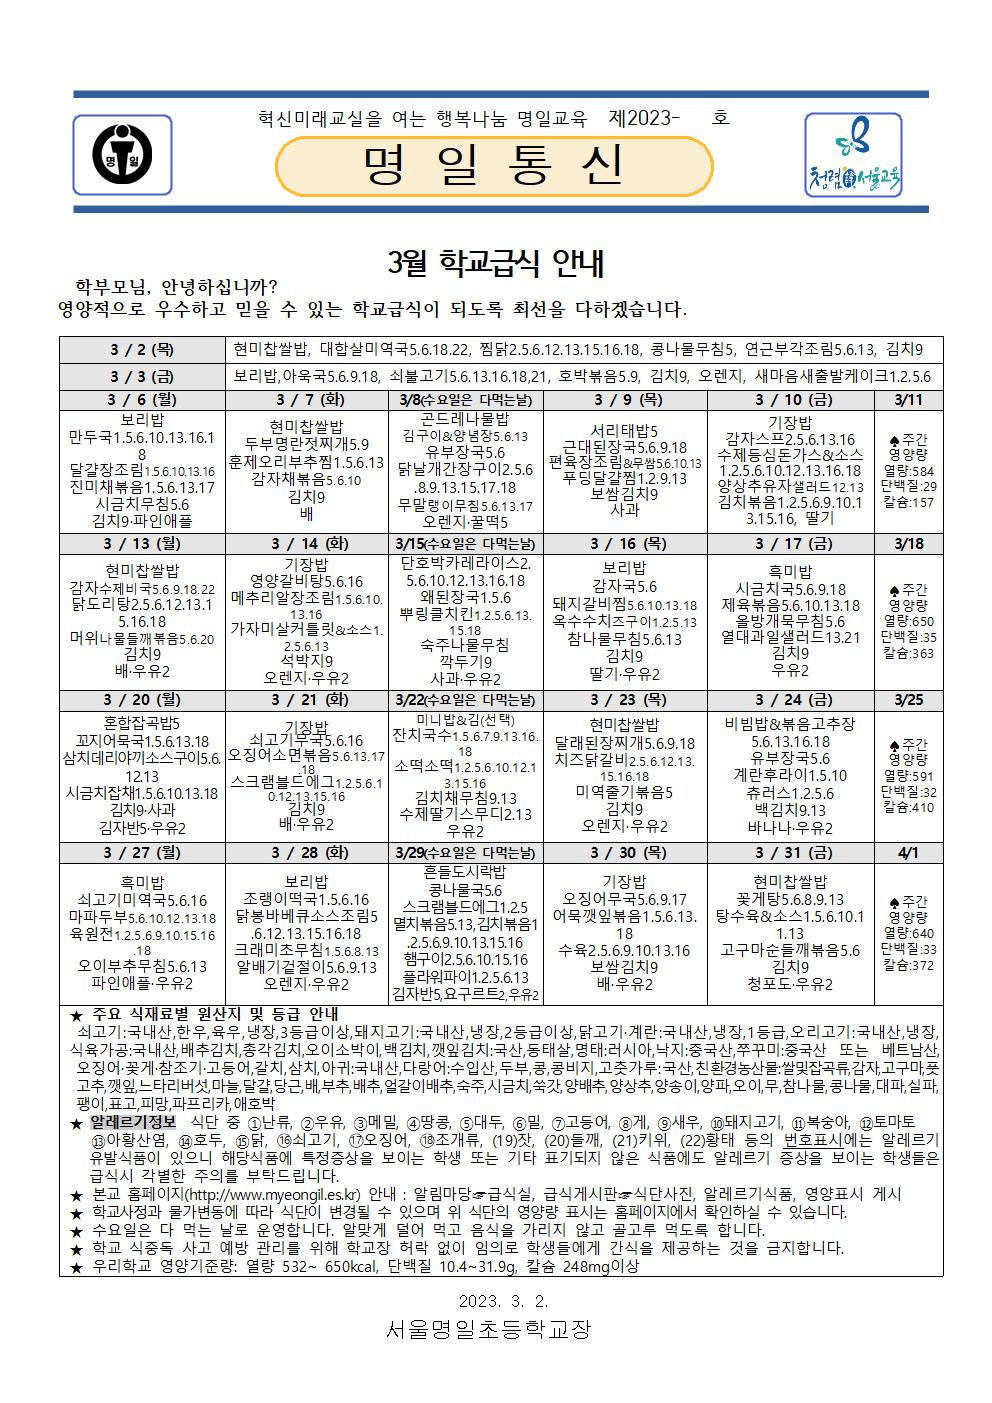 혁신미래교실을 여는 행복나눔 명일교육 제2023- 호
명일
명 일 통 신
청렴 서울교육
3월 학교급식 안내
학부모님, 안녕하십니까?
영양적으로 우수하고 믿을 수 있는 학교급식이 되도록 최선을 다하겠습니다.
3 / 2 (목) 현미찹쌀밥, 대합살미역국5.6.18.22, 찜닭2.5.6.12.13.15.16.18, 콩나물무침5, 연근부각조림5.6.13, 김치9
3 / 3 (금) 보리밥,아욱국5.6.9.18, 쇠불고기5.6.13.16.18,21, 호박볶음5.9, 김치9, 오렌지, 새마음새출발케이크1.2.5.6
3 / 6 (월) 3 / 7 (화) 3/8(수요일은 다먹는날) 3 / 9 (목) 3 / 10 (금) 3/11
보리밥
만두국1.5.6.10.13.16.1
8
달걀장조림1.5.6.10.13.16
진미채볶음1.5.6.13.17
시금치무침5.6
김치9·파인애플
현미찹쌀밥
두부명란젓찌개5.9
훈제오리부추찜1.5.6.13
감자채볶음5.6.10
김치9
배
곤드레나물밥
김구이&양념장5.6.13
유부장국5.6
닭날개간장구이2.5.6
.8.9.13.15.17.18
무말랭이무침5.6.13.17
오렌지·꿀떡5
서리태밥5
근대된장국5.6.9.18
편육장조림&무쌈5.6.10.13
푸딩달걀찜1.2.9.13
보쌈김치9
사과
기장밥
감자스프2.5.6.13.16
수제등심돈가스&소스
1.2.5.6.10.12.13.16.18
양상추유자샐러드12.13
김치볶음1.2.5.6.9.10.1
3.15.16, 딸기
♠주간
영양량
열량:584
단백질:29
칼슘:157
3 / 13 (월) 3 / 14 (화) 3/15(수요일은 다먹는날) 3 / 16 (목) 3 / 17 (금) 3/18
현미찹쌀밥
감자수제비국5.6.9.18.22
닭도리탕2.5.6.12.13.1
5.16.18
머위나물들깨볶음5.6.20
김치9
배·우유2
기장밥
영양갈비탕5.6.16
메추리알장조림1.5.6.10.
13.16
가자미살커틀릿&소스1.
2.5.6.13
석박지9
오렌지·우유2
단호박카레라이스2.
5.6.10.12.13.16.18
왜된장국1.5.6
뿌링클치킨1.2.5.6.13.
15.18
숙주나물무침
깍두기9
사과·우유2
보리밥
감자국5.6
돼지갈비찜5.6.10.13.18
옥수수치즈구이1.2.5.13
참나물무침5.6.13
김치9
딸기·우유2
흑미밥
시금치국5.6.9.18
제육볶음5.6.10.13.18
올방개묵무침5.6
열대과일샐러드13.21
김치9
우유2
♠주간
영양량
열량:650
단백질:35
칼슘:363
3 / 20 (월) 3 / 21 (화) 3/22(수요일은 다먹는날) 3 / 23 (목) 3 / 24 (금) 3/25
혼합잡곡밥5
꼬지어묵국1.5.6.13.18
삼치데리야끼소스구이5.6.
12.13
시금치잡채1.5.6.10.13.18
김치9·사과
김자반5·우유2
기장밥
쇠고기무국5.6.16
오징어소면볶음5.6.13.17
.18
스크램블드에그1.2.5.6.1
0.12.13.15.16
김치9
배·우유2
미니밥&김(선택)
잔치국수1.5.6.7.9.13.16.
18
소떡소떡1.2.5.6.10.12.1
3.15.16
김치채무침9.13
수제딸기스무디2.13
우유2
현미찹쌀밥
달래된장찌개5.6.9.18
치즈닭갈비2.5.6.12.13.
15.16.18
미역줄기볶음5
김치9
오렌지·우유2
비빔밥&볶음고추장
5.6.13.16.18
유부장국5.6
계란후라이1.5.10
츄러스1.2.5.6
백김치9.13
바나나·우유2
♠주간
영양량
열량:591
단백질:32
칼슘:410
3 / 27 (월) 3 / 28 (화) 3/29(수요일은 다먹는날) 3 / 30 (목) 3 / 31 (금) 4/1
흑미밥
쇠고기미역국5.6.16
마파두부5.6.10.12.13.18
육원전1.2.5.6.9.10.15.16
.18
오이부추무침5.6.13
파인애플·우유2
보리밥
조랭이떡국1.5.6.16
닭봉바베큐소스조림5
.6.12.13.15.16.18
크래미초무침1.5.6.8.13
알배기겉절이5.6.9.13
오렌지·우유2
흔들도시락밥
콩나물국5.6
스크램블드에그1.2.5
멸치볶음5.13,김치볶음1
.2.5.6.9.10.13.15.16
햄구이2.5.6.10.15.16
플라워파이1.2.5.6.13
김자반5,요구르트2,우유2
기장밥
오징어무국5.6.9.17
어묵깻잎볶음1.5.6.13.
18
수육2.5.6.9.10.13.16
보쌈김치9
배·우유2
현미찹쌀밥
꽃게탕5.6.8.9.13
탕수육&소스1.5.6.10.1
1.13
고구마순들깨볶음5.6
김치9
청포도·우유2
♠주간
영양량
열량:640
단백질:33
칼슘:372
★ 주요 식재료별 원산지 및 등급 안내
쇠고기:국내산,한우,육우,냉장,3등급이상,돼지고기:국내산,냉장,2등급이상,닭고기·계란:국내산,냉장,1등급,오리고기:국내산,냉장,
식육가공:국내산,배추김치,총각김치,오이소박이,백김치,깻잎김치:국산,동태살,명태:러시아,낙지:중국산,쭈꾸미:중국산 또는 베트남산,
오징어·꽃게·참조기·고등어,갈치,삼치,아귀:국내산,다랑어:수입산,두부,콩,콩비지,고춧가루:국산,친환경농산물:쌀및잡곡류,감자,고구마,풋
고추,깻잎,느타리버섯,마늘,달걀,당근,배,부추,배추,얼갈이배추,숙주,시금치,쑥갓,양배추,양상추,양송이,양파,오이,무,참나물,콩나물,대파,실파,
팽이,표고,피망,파프리카,애호박
★ 알레르기정보 식단 중 ①난류, ②우유, ③메밀, ④땅콩, ⑤대두, ⑥밀, ⑦고등어, ⑧게, ⑨새우, ⑩돼지고기, ⑪복숭아, ⑫토마토
⑬아황산염, ⑭호두, ⑮닭, ⑯쇠고기, ⑰오징어, ⑱조개류, (19)잣, (20)들깨, (21)키위, (22)황태 등의 번호표시에는 알레르기
유발식품이 있으니 해당식품에 특정증상을 보이는 학생 또는 기타 표기되지 않은 식품에도 알레르기 증상을 보이는 학생들은
급식시 각별한 주의를 부탁드립니다.
★ 본교 홈페이지(http://www.myeongil.es.kr) 안내 : 알림마당☞급식실, 급식게시판☞식단사진, 알레르기식품, 영양표시 게시
★ 학교사정과 물가변동에 따라 식단이 변경될 수 있으며 위 식단의 영양량 표시는 홈페이지에서 확인하실 수 있습니다.
★ 수요일은 다 먹는 날로 운영합니다. 알맞게 덜어 먹고 음식을 가리지 않고 골고루 먹도록 합니다.
★ 학교 식중독 사고 예방 관리를 위해 학교장 허락 없이 임의로 학생들에게 간식을 제공하는 것을 금지합니다.
★ 우리학교 영양기준량: 열량 532~ 650kcal, 단백질 10.4~31.9g, 칼슘 248mg이상
2023. 3. 2.
서울명일초등학교장